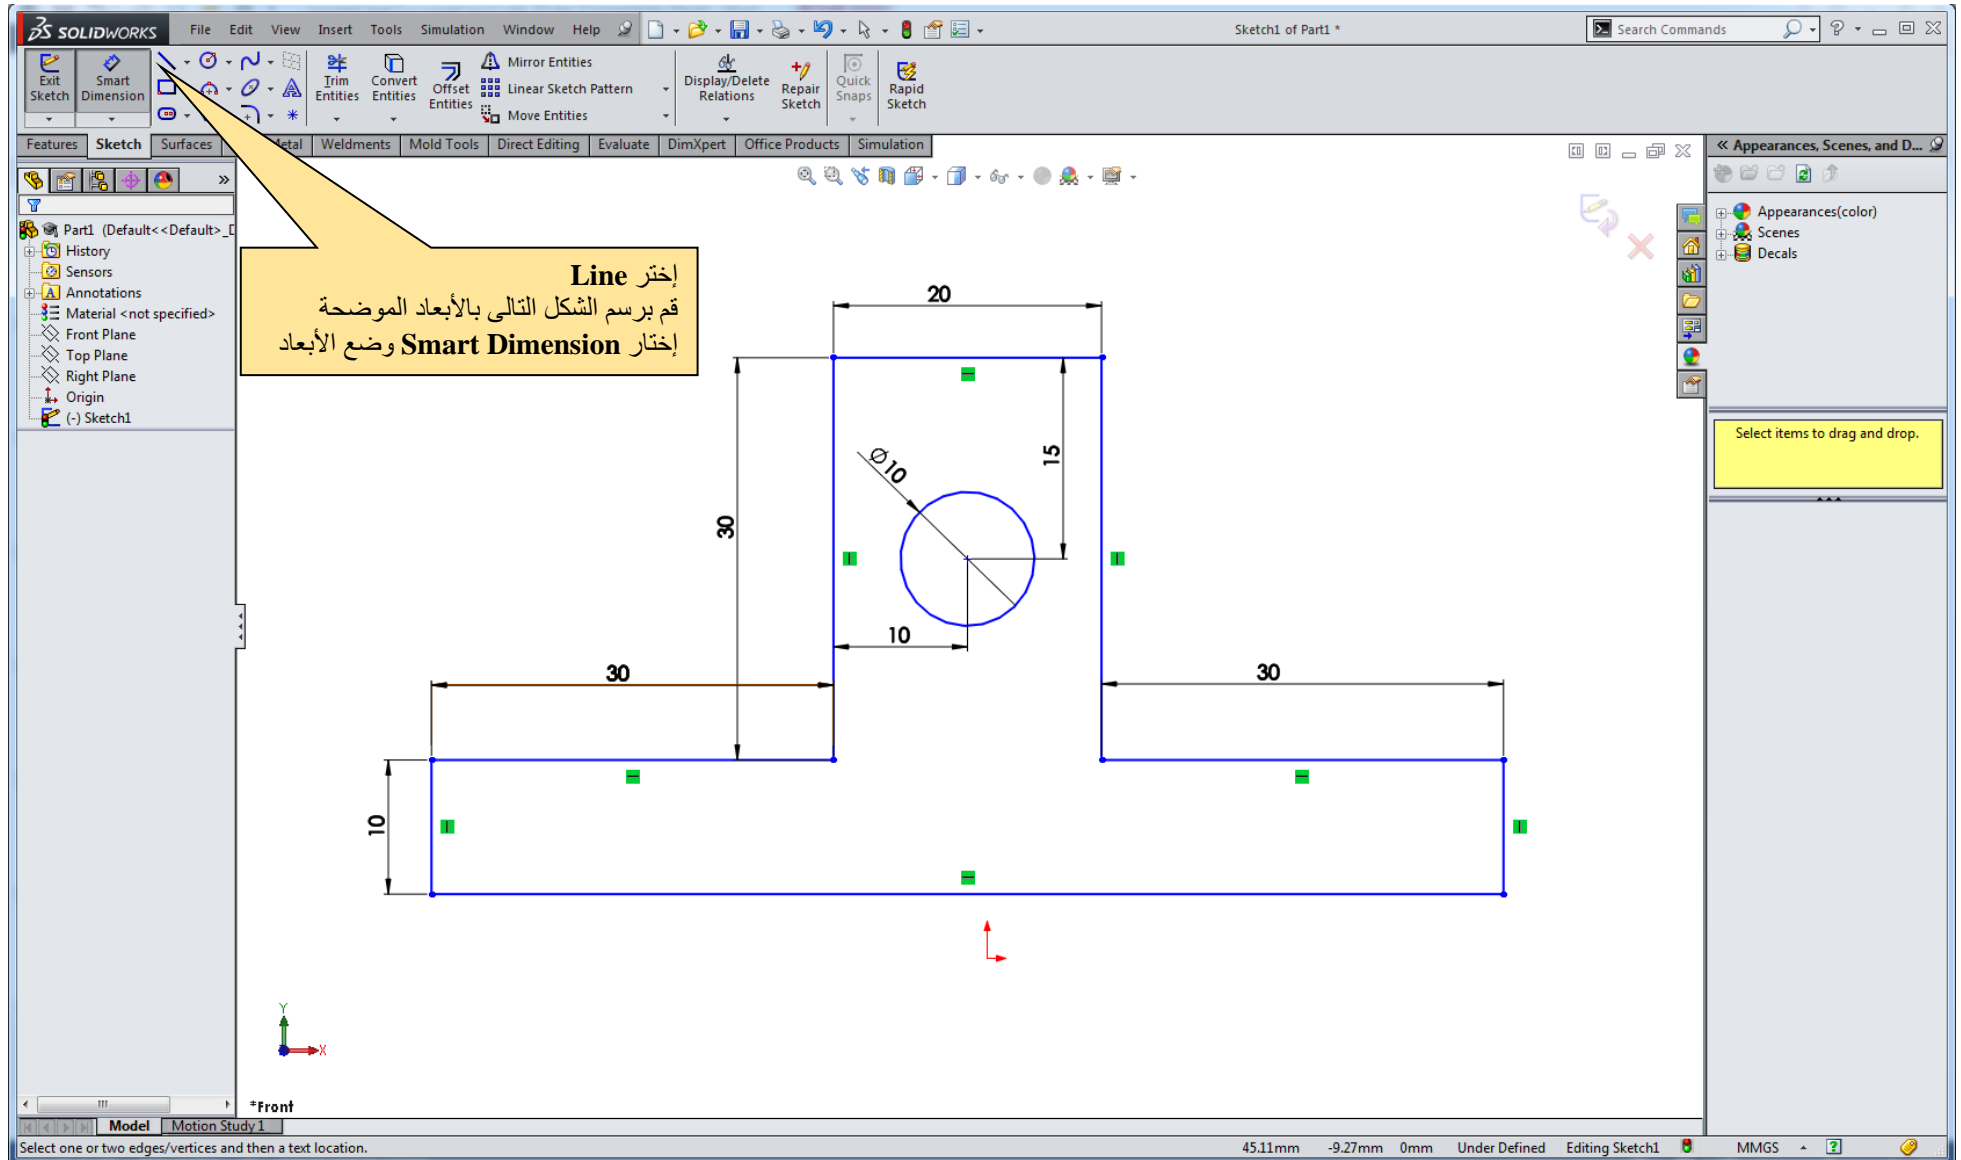 SOLIDWORKS File Edit View Insert Tools Simulation Window Help Sketch1 of Part1 * Search Commands
Exit Sketch
Smart Dimension
Trim Entities
Convert Entities
Offset Entities
Mirror Entities
Linear Sketch Pattern
Move Entities
Display/Delete Relations
Repair Sketch
Quick Snaps
Rapid Sketch
Features Sketch Surfaces Metal Weldments Mold Tools Direct Editing Evaluate DimXpert Office Products Simulation
Part1 (Default<<Default>_D
History
Sensors
Annotations
Material <not specified>
Front Plane
Top Plane
Right Plane
Origin
(-) Sketch1
إختر Line
قم برسم الشكل التالى بالأبعاد الموضحة
إختار Smart Dimension وضع الأبعاد
20
15
Ø10
30
10
30
30
10
Y
X
*Front
Appearances, Scenes, and D...
Appearances(color)
Scenes
Decals
Select items to drag and drop.
Model Motion Study 1
Select one or two edges/vertices and then a text location. 45.11mm -9.27mm 0mm Under Defined Editing Sketch1 MMGS